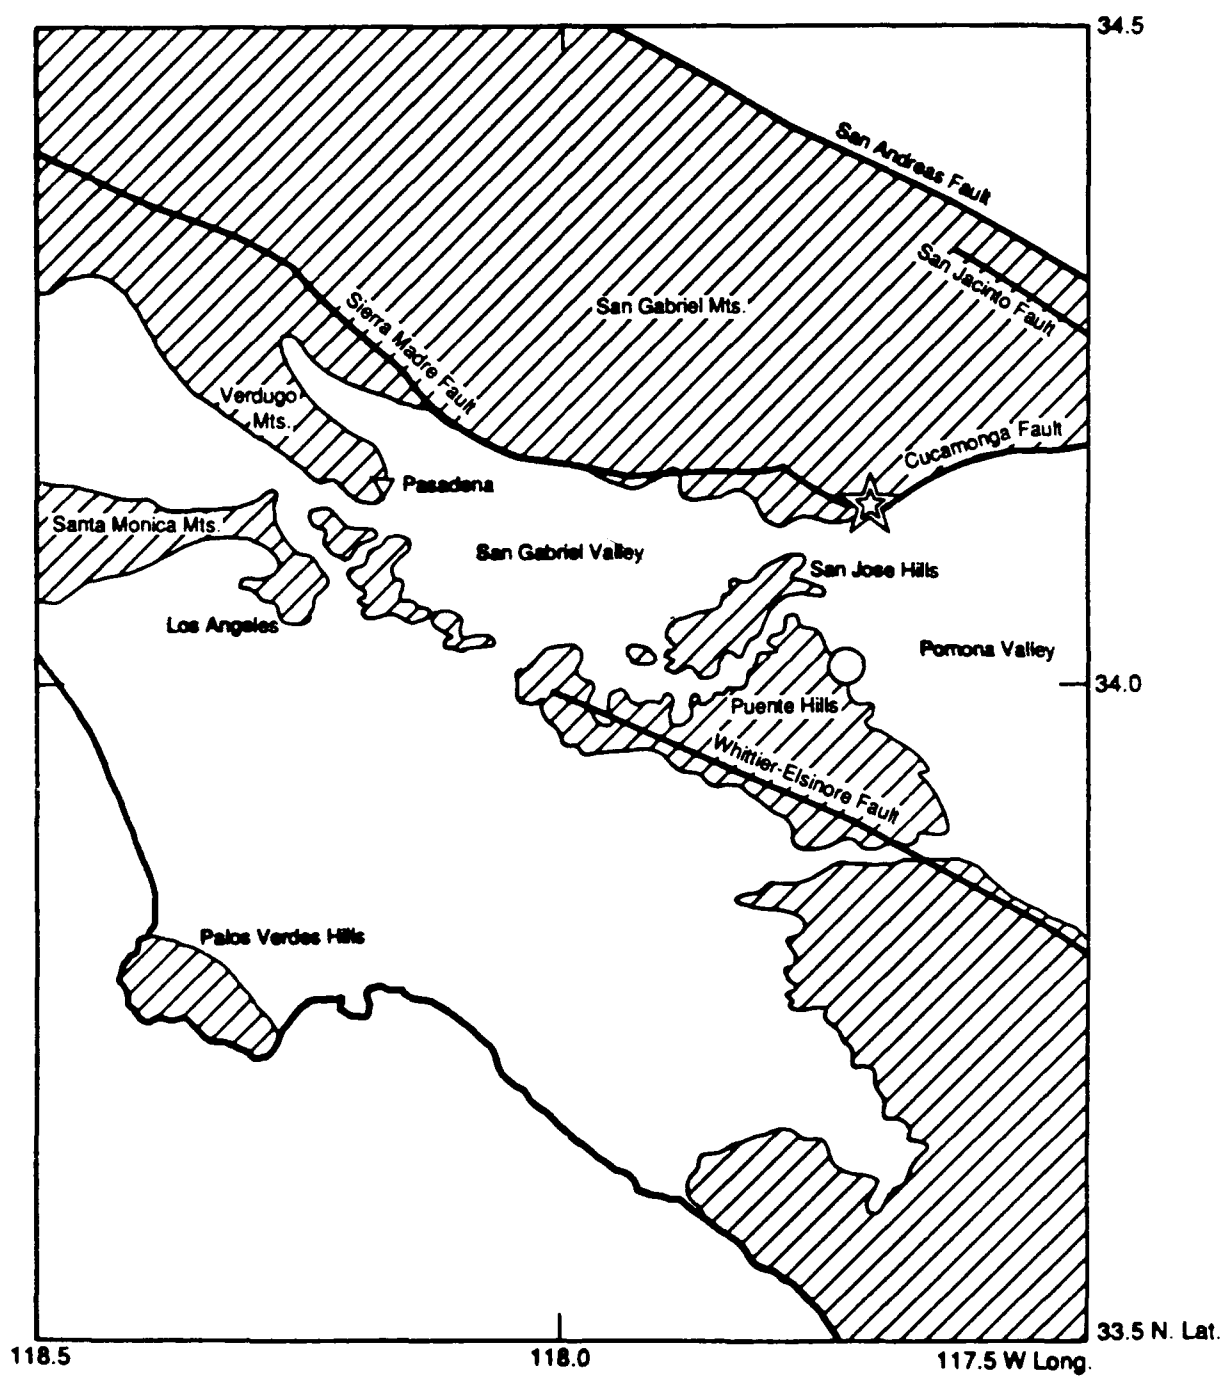 34.5
San Andreas Fault
San Jacinto Fault
San Gabriel Mts.
Sierra Madre Fault
Verdugo
Mts.
Cucamonga Fault
Pasadena
Santa Monica Mts.
San Gabriel Valley
San Jose Hills
Los Angeles
Pomona Valley
34.0
Puente Hills
Whittier-Elsinore Fault
Palos Verdes Hills
33.5 N. Lat.
118.5
118.0
117.5 W Long.